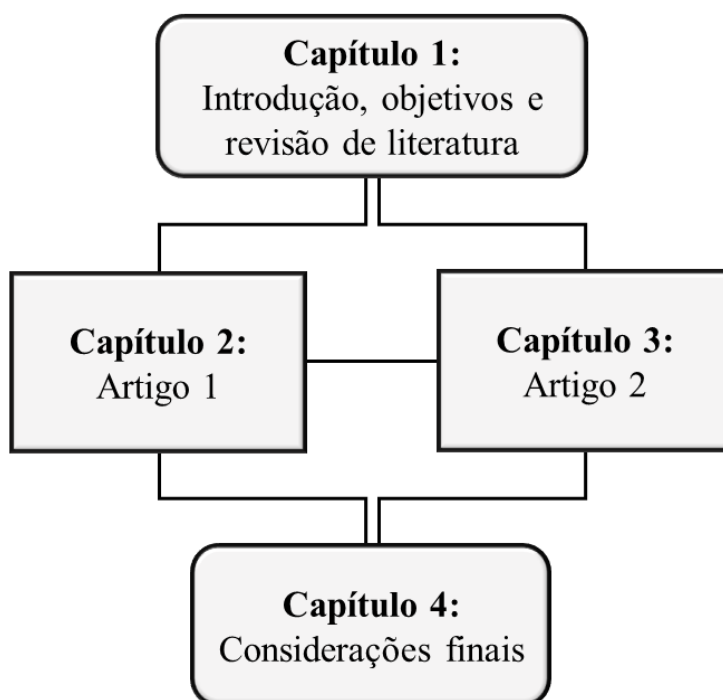 Capítulo 1:
Introdução, objetivos e
revisão de literatura
Capítulo 2:
Artigo 1
Capítulo 3:
Artigo 2
Capítulo 4:
Considerações finais